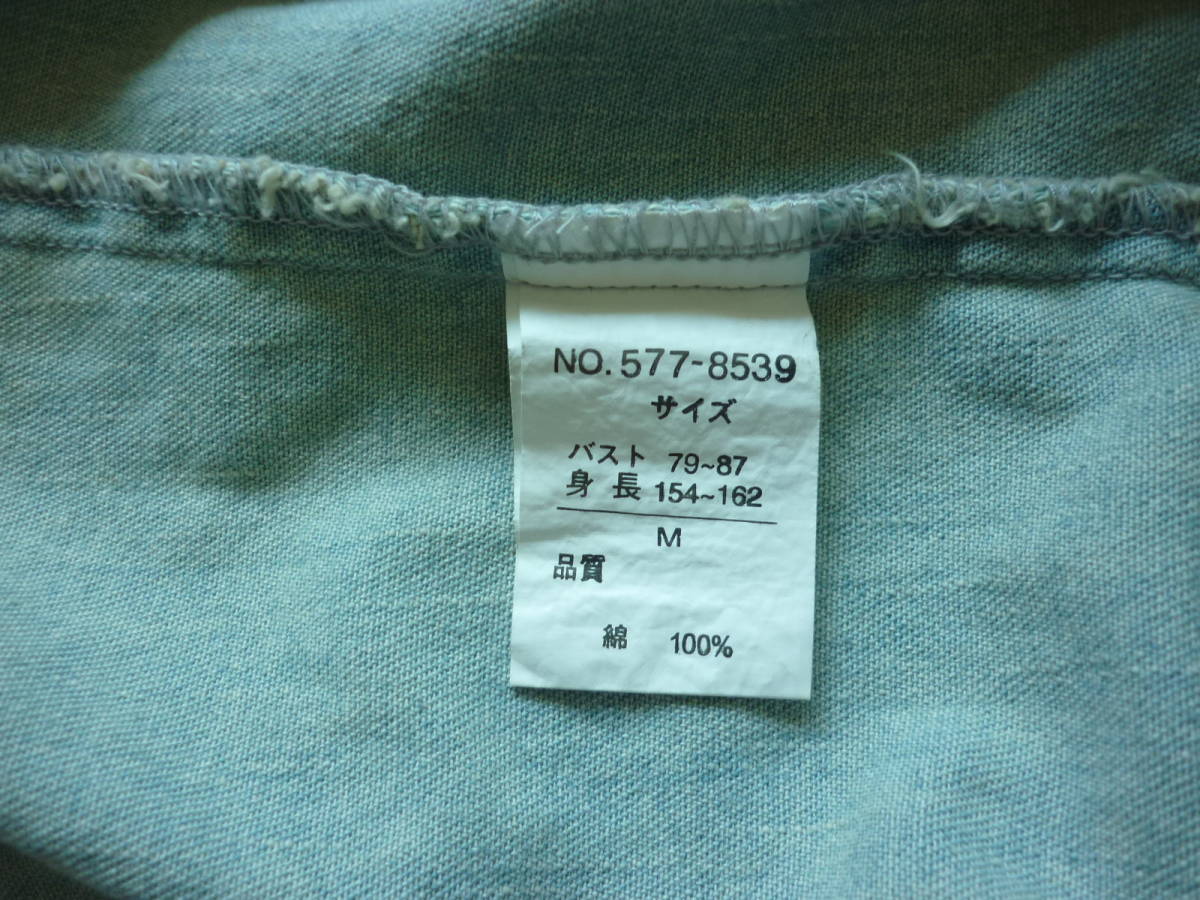 NO. 577-8539
サイズ
バスト 79~87
身長 154~162
M
品質
綿 100%